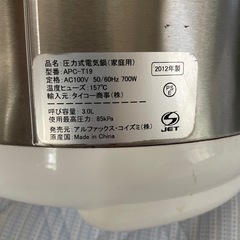 品名:圧力式電気鍋(家庭用)
型番:APC-T19
定格:AC100V 50/60Hz 700W
温度ヒューズ:157℃
輸入元:タイコー商事(株)
2012年製
PS
E
呼び容量:3.0L
使用最高圧力:85kPa
発売元:アルファックス・コイズミ(株)
原産国:Made in China
S
JET